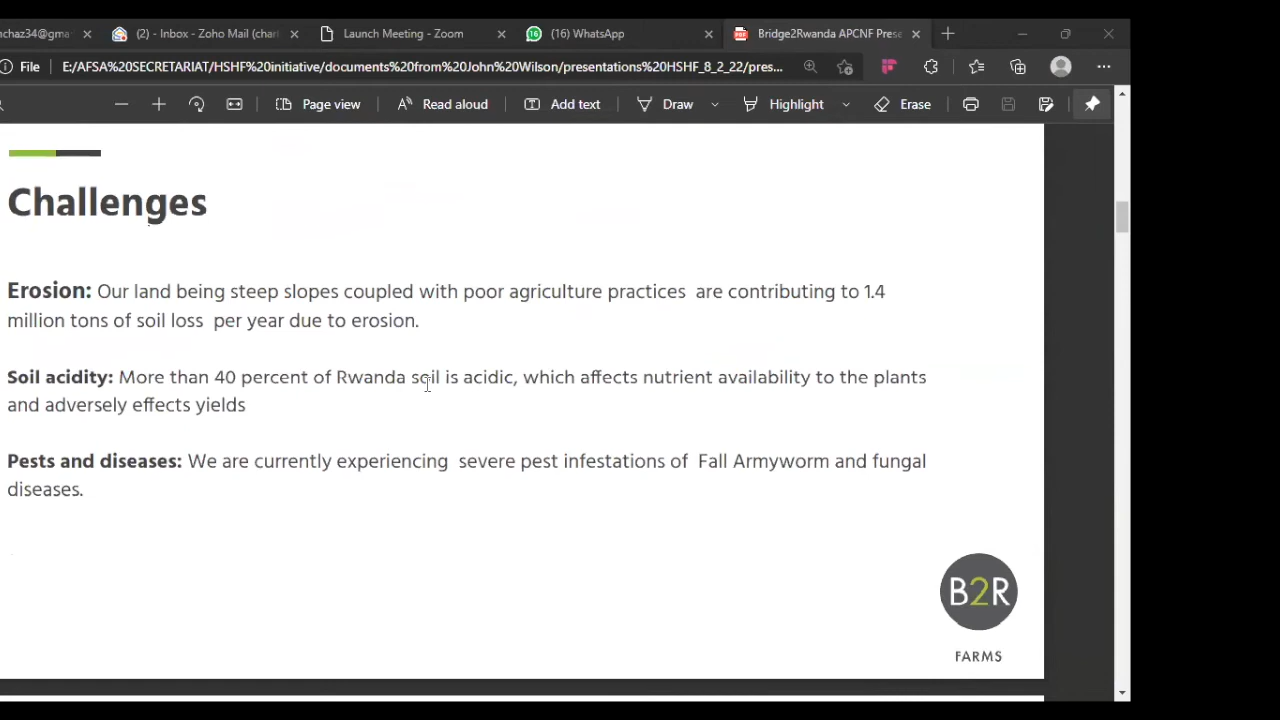 nchaz34@gma
(2) - Inbox - Zoho Mail (charl
Launch Meeting - Zoom
(16) WhatsApp
Bridge2Rwanda APCNF Prese
File
E:/AFSA%20SECRETARIAT/HSHF%20initiative/documents%20from%20John%20Wilson/presentations%20HSHF_8_2_22/pres...
Page view
Read aloud
Add text
Draw
Highlight
Erase
Challenges
Erosion: Our land being steep slopes coupled with poor agriculture practices are contributing to 1.4
million tons of soil loss per year due to erosion.
Soil acidity: More than 40 percent of Rwanda soil is acidic, which affects nutrient availability to the plants
and adversely effects yields
Pests and diseases: We are currently experiencing severe pest infestations of Fall Armyworm and fungal
diseases.
B2R
FARMS